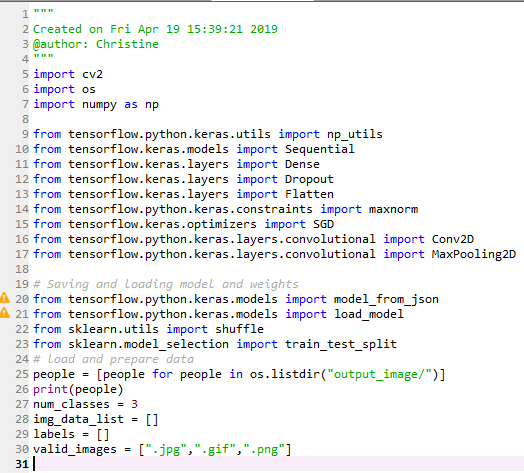 1 """
2 Created on Fri Apr 19 15:39:21 2019
3 @author: Christine
4 """
5 import cv2
6 import os
7 import numpy as np
8
9 from tensorflow.python.keras.utils import np_utils
10 from tensorflow.keras.models import Sequential
11 from tensorflow.keras.layers import Dense
12 from tensorflow.keras.layers import Dropout
13 from tensorflow.keras.layers import Flatten
14 from tensorflow.python.keras.constraints import maxnorm
15 from tensorflow.keras.optimizers import SGD
16 from tensorflow.python.keras.layers.convolutional import Conv2D
17 from tensorflow.python.keras.layers.convolutional import MaxPooling2D
18
19 # Saving and loading model and weights
20 from tensorflow.python.keras.models import model_from_json
21 from tensorflow.python.keras.models import load_model
22 from sklearn.utils import shuffle
23 from sklearn.model_selection import train_test_split
24 # load and prepare data
25 people = [people for people in os.listdir("output_image/")]
26 print(people)
27 num_classes = 3
28 img_data_list = []
29 labels = []
30 valid_images = [".jpg",".gif",".png"]
31